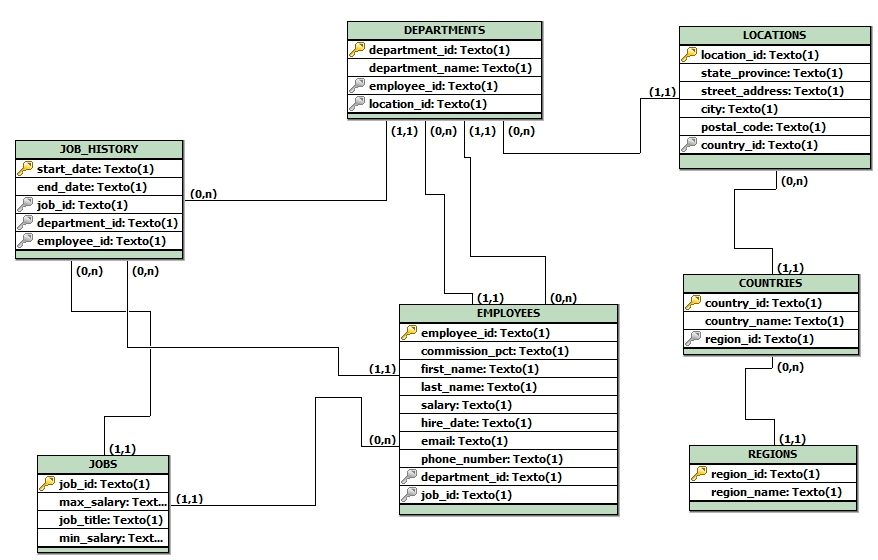 DEPARTMENTS
department_id: Texto(1)
department_name: Texto(1)
employee_id: Texto(1)
location_id: Texto(1)
(1,1) (0,n) (1,1) (0,n)
LOCATIONS
location_id: Texto(1)
state_province: Texto(1)
street_address: Texto(1)
(1,1)
city: Texto(1)
postal_code: Texto(1)
country_id: Texto(1)
(0,n)
JOB_HISTORY
start_date: Texto(1)
end_date: Texto(1)
(0,n)
job_id: Texto(1)
department_id: Texto(1)
employee_id: Texto(1)
(0,n) (0,n)
(1,1)
COUNTRIES
country_id: Texto(1)
country_name: Texto(1)
region_id: Texto(1)
(0,n)
(1,1) (0,n)
EMPLOYEES
employee_id: Texto(1)
commission_pct: Texto(1)
(1,1)
first_name: Texto(1)
last_name: Texto(1)
salary: Texto(1)
hire_date: Texto(1)
(0,n)
email: Texto(1)
phone_number: Texto(1)
department_id: Texto(1)
job_id: Texto(1)
(1,1)
JOBS
job_id: Texto(1)
max_salary: Text...
(1,1)
job_title: Texto(1)
min_salary: Text...
(1,1)
REGIONS
region_id: Texto(1)
region_name: Texto(1)